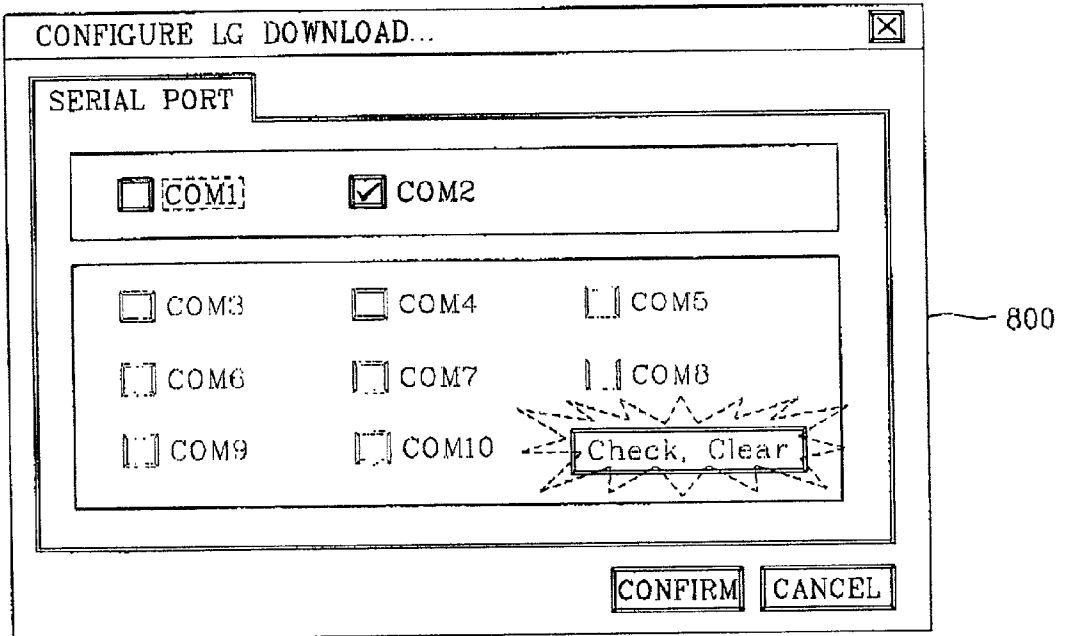 CONFIGURE LG DOWNLOAD...
SERIAL PORT
COM1 COM2
COM3 COM4 COM5
800
COM6 COM7 COM8
COM9 COM10 Check, Clear
CONFIRM CANCEL